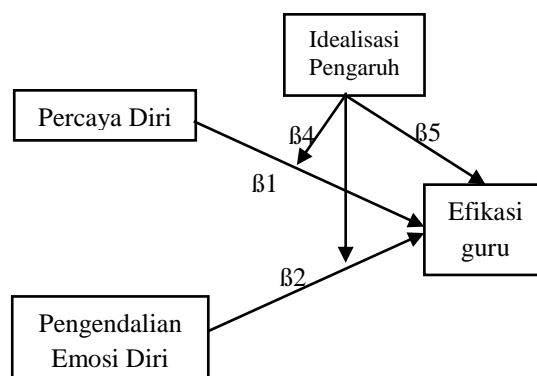 Idealisasi
Pengaruh
Percaya Diri
ß4
ß5
ß1
Efikasi
guru
ß2
Pengendalian
Emosi Diri